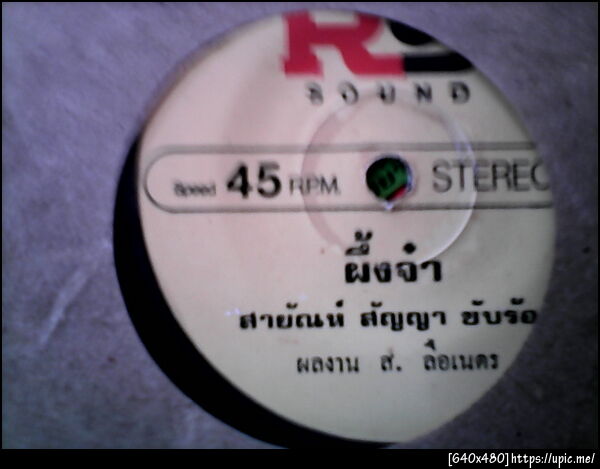 RS
SOUND
Speed 45 RPM. STEREO
ผึ้งจำ
สายัณห์ สัญญา ขับร้อ
ผลงาน ส. ลือเนตร
[640x480]https://upic.me/